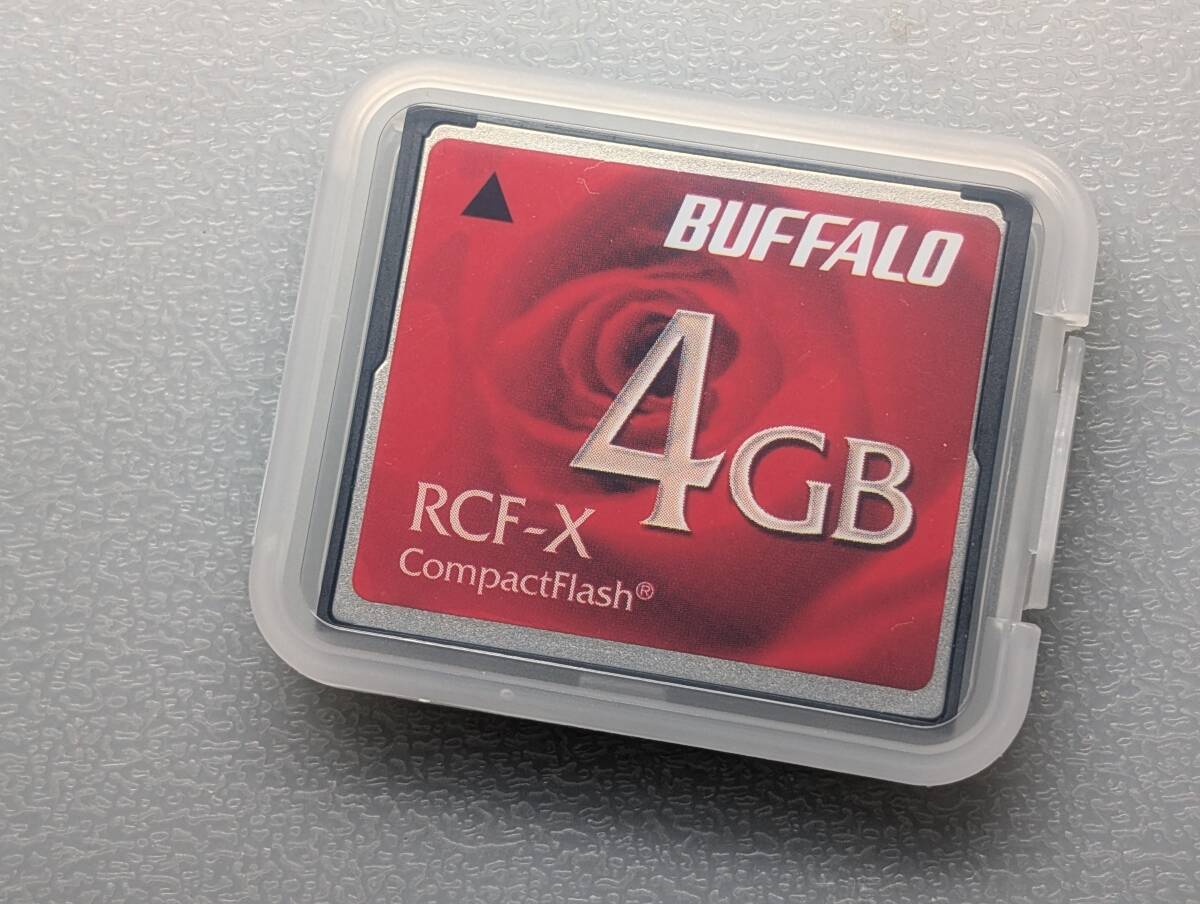 BUFFALO
4GB
RCF-X
CompactFlash®